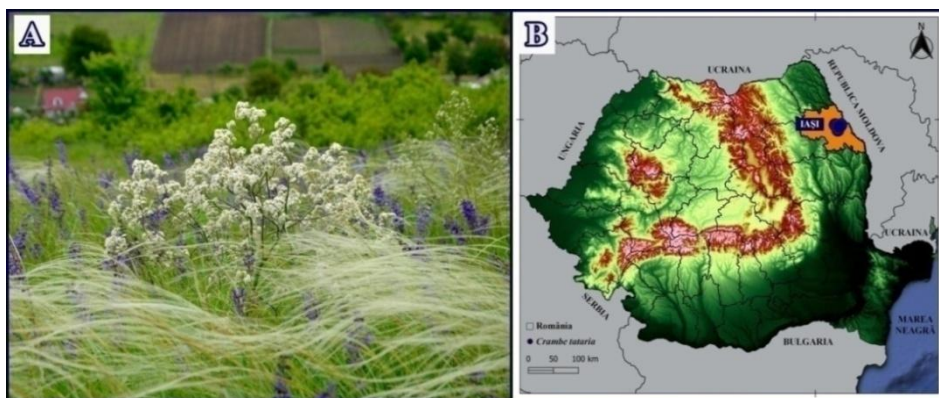 A
B
N
UCRAINA
REPUBLICA MOLDOVA
IAȘI
UNGARIA
UCRAINA
SERBIA
România
Crambe tataria
0 50 100 km
BULGARIA
MAREA
NEAGRĂ